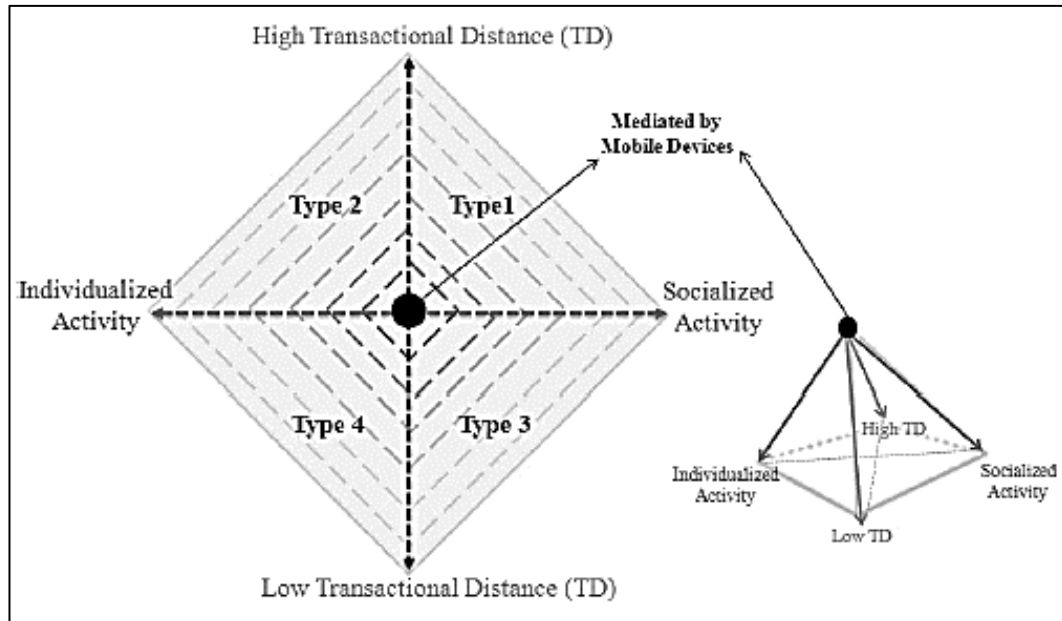 High Transactional Distance (TD)
Mediated by
Mobile Devices
Type 2
Type1
Individualized
Activity
Socialized
Activity
Type 4
Type 3
High TD
Individualized
Activity
Socialized
Activity
Low TD
Low Transactional Distance (TD)